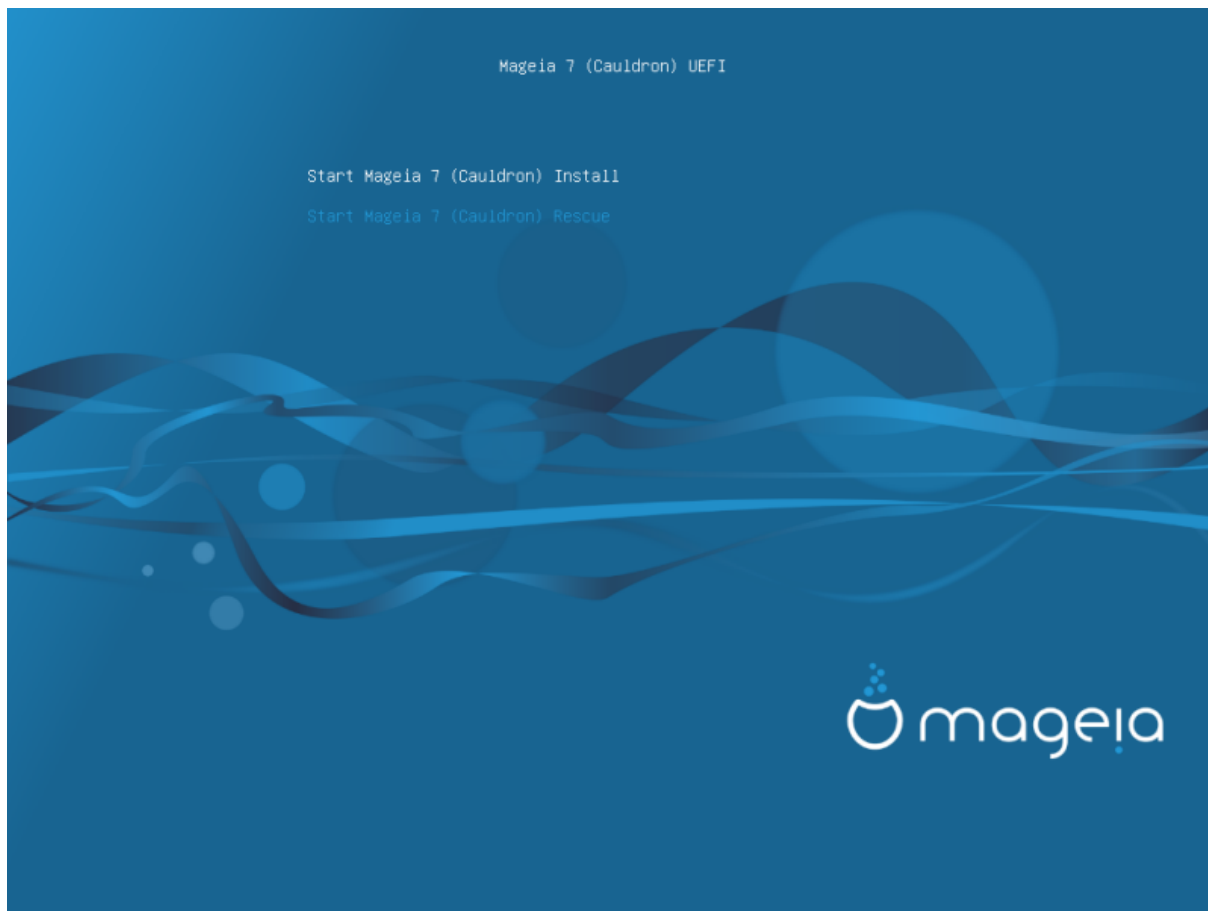 Mageia 7 (Cauldron) UEFI
Start Mageia 7 (Cauldron) Install
Start Mageia 7 (Cauldron) Rescue
mageia